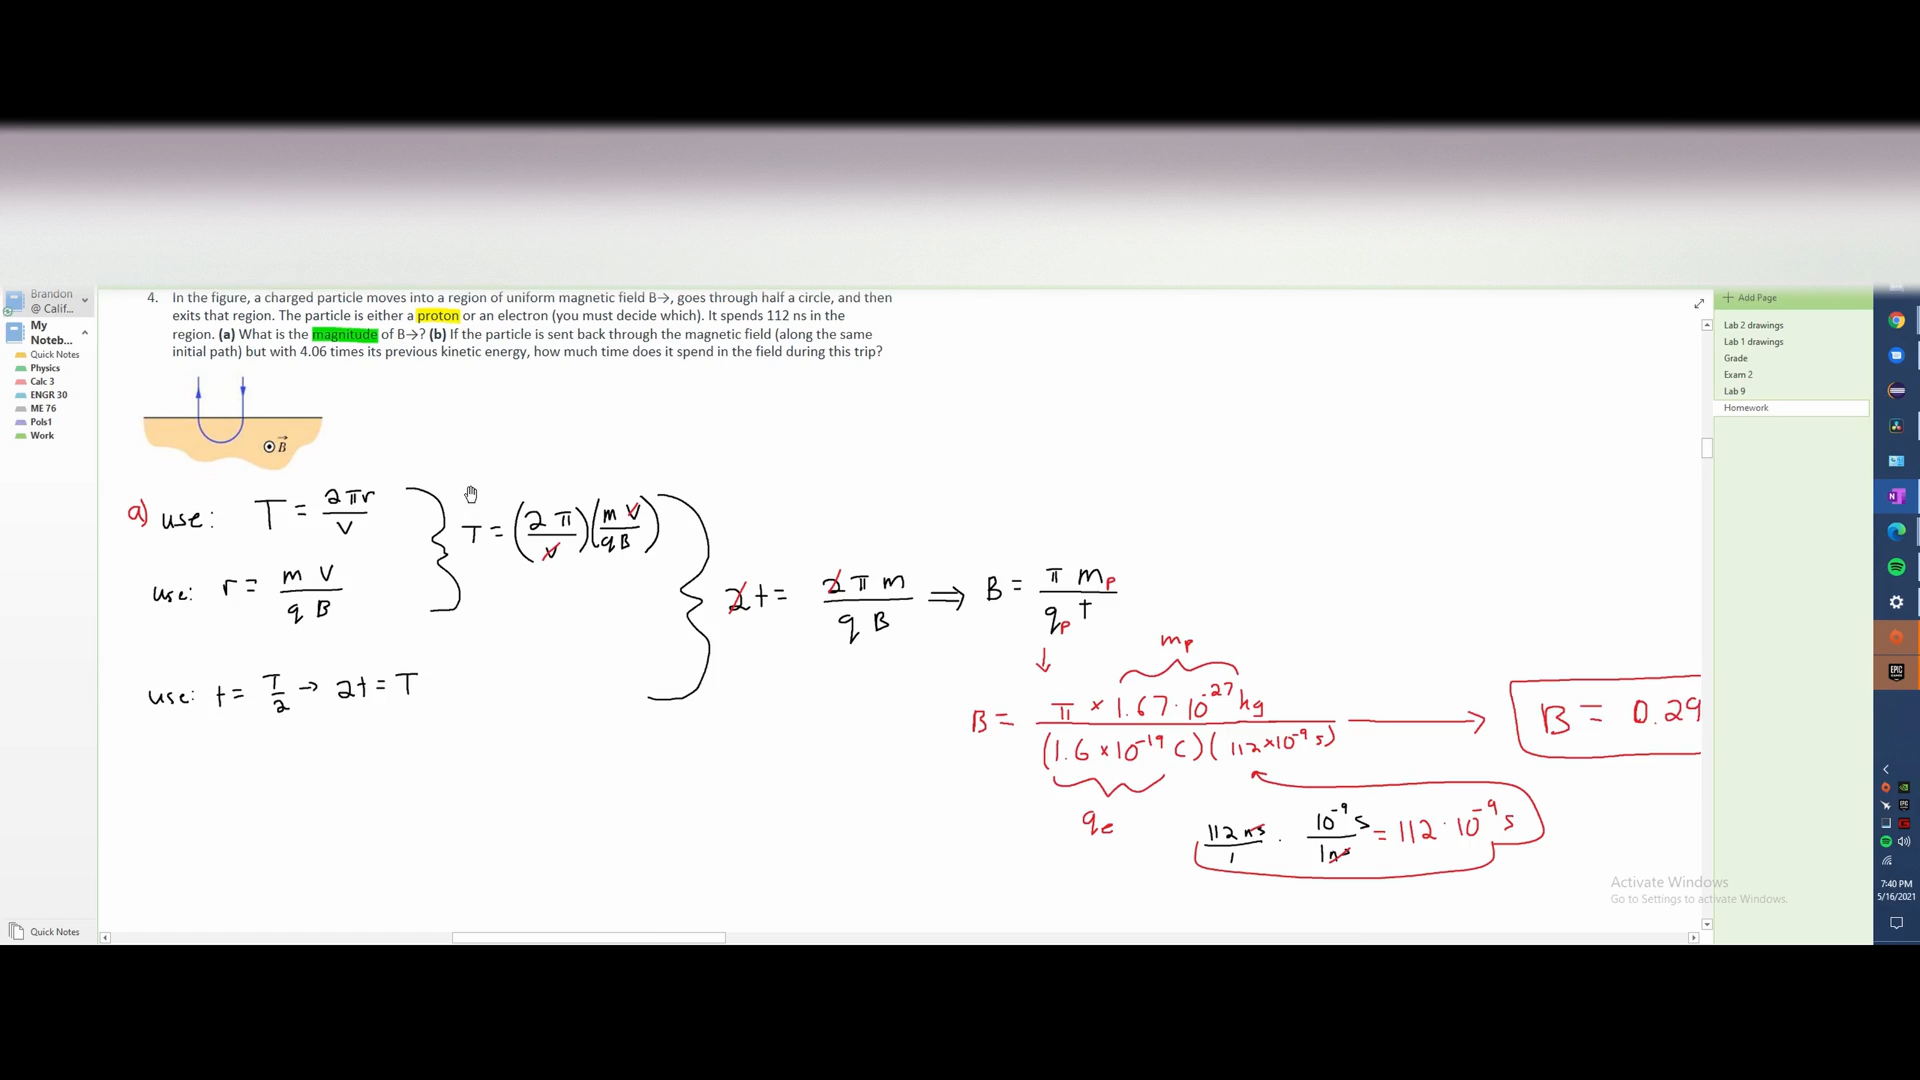 Brandon
@ Calif...
My
Noteb...
Quick Notes
Physics
Calc 3
ENGR 30
ME 76
Pols1
Work
Quick Notes
4. In the figure, a charged particle moves into a region of uniform magnetic field B→, goes through half a circle, and then
exits that region. The particle is either a proton or an electron (you must decide which). It spends 112 ns in the
region. (a) What is the magnitude of B→? (b) If the particle is sent back through the magnetic field (along the same
initial path) but with 4.06 times its previous kinetic energy, how much time does it spend in the field during this trip?
B→
a) use: T = 2πr / v
use: r = m v / q B
use: t = T/2 → 2t = T
T = (2π / v)(m v / q B)
2t = 2 π m / q B ⟹ B = π mp / qp t
↓
mp
B = π × 1.67·10⁻²⁷ kg / (1.6 ×10⁻¹⁹ C)(112×10⁻⁹ s) → B = 0.29
qe
112 ns / 1 · 10⁻⁹ s / 1 ns = 112·10⁻⁹ s
Activate Windows
Go to Settings to activate Windows.
Add Page
Lab 2 drawings
Lab 1 drawings
Grade
Exam 2
Lab 9
Homework
EPIC
GAMES
7:40 PM
5/16/2021